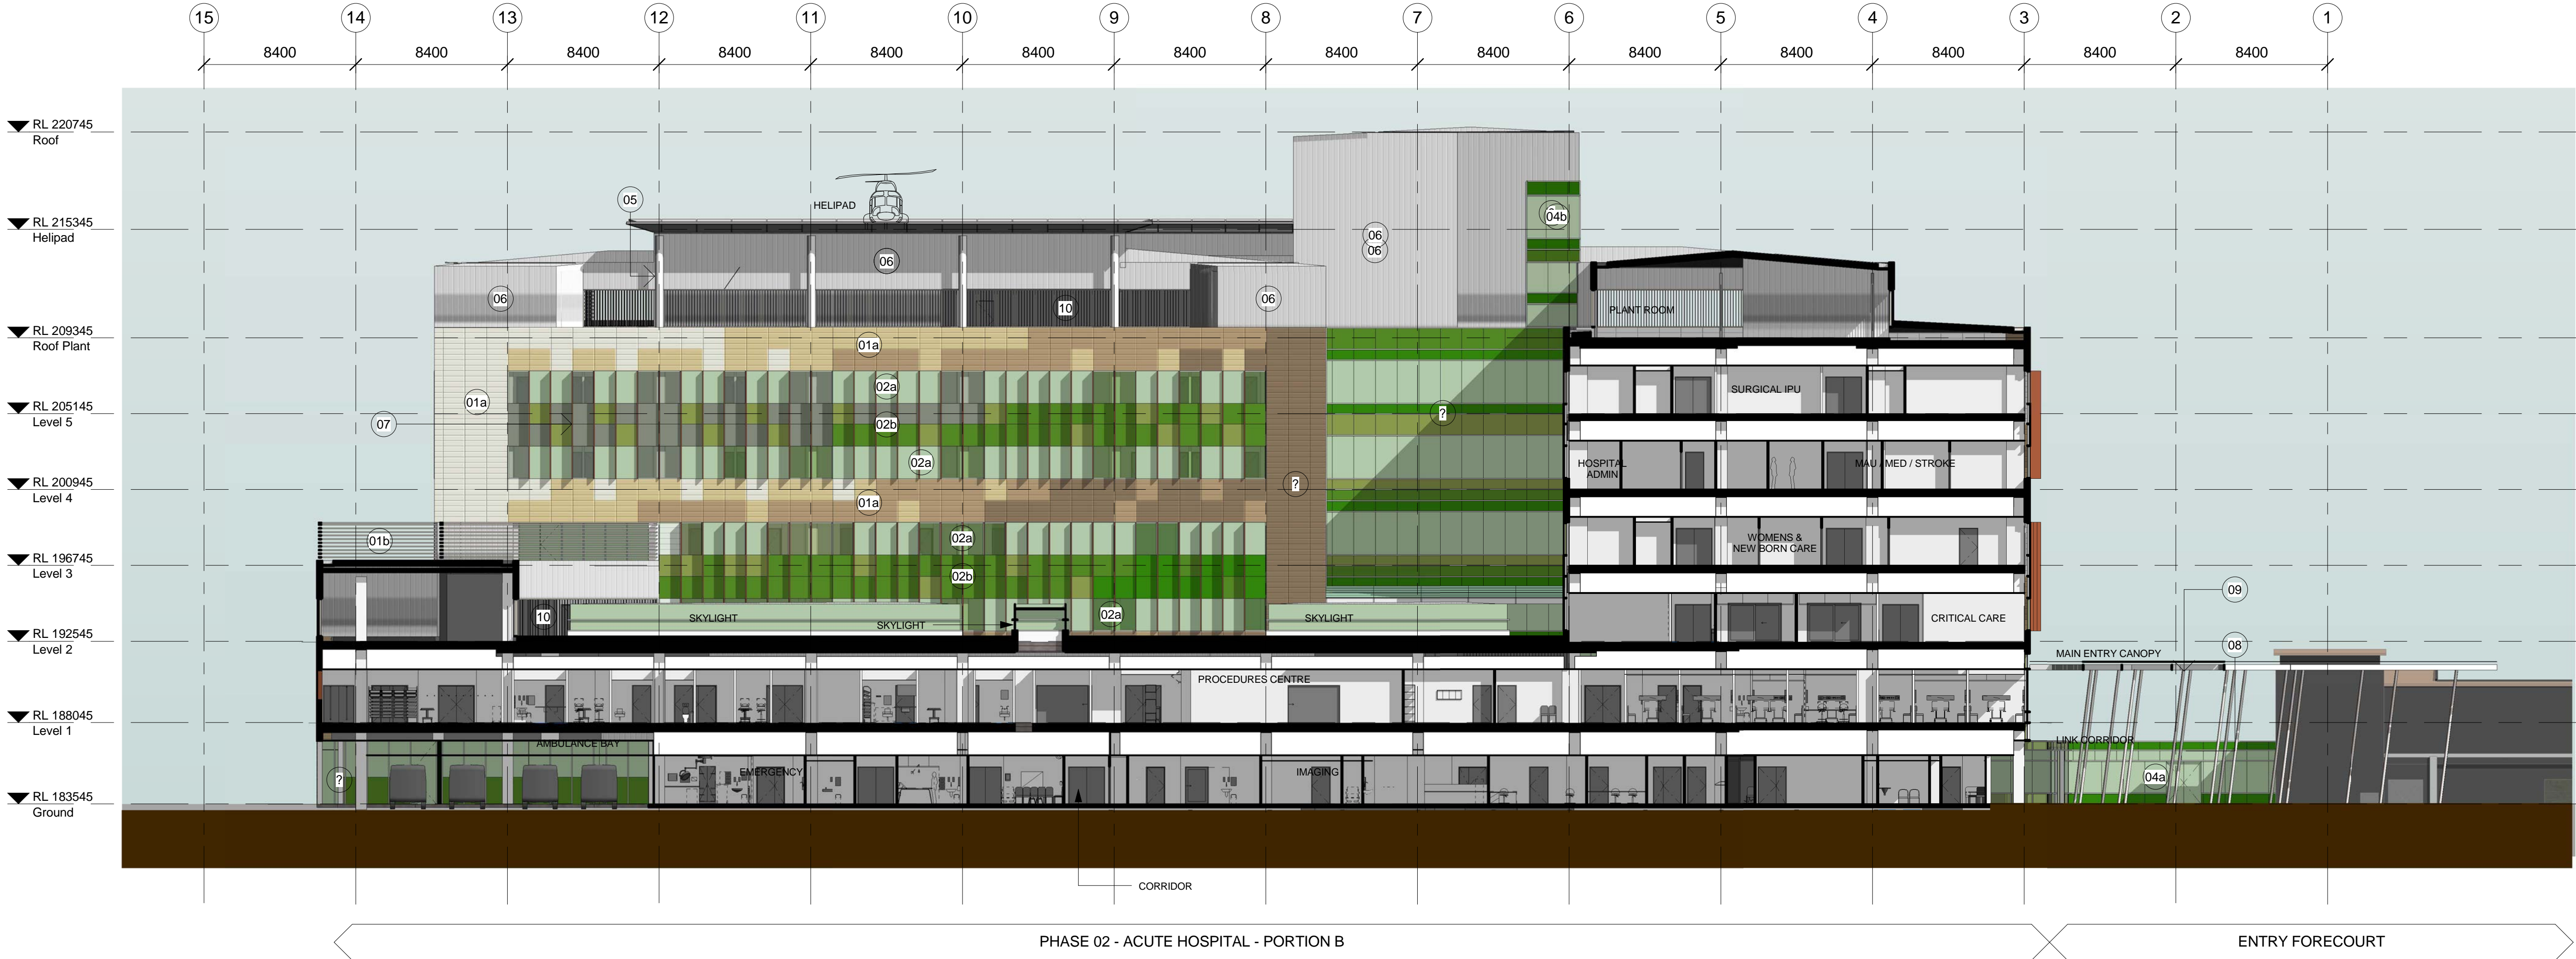 15 14 13 12 11 10 9 8 7 6 5 4 3 2 1
8400 8400 8400 8400 8400 8400 8400 8400 8400 8400 8400 8400 8400 8400
RL 220745
Roof
05
HELIPAD
04b
RL 215345
Helipad
06
06
06
06
06
10
PLANT ROOM
RL 209345
Roof Plant
01a
02a
SURGICAL IPU
01a
RL 205145
Level 5
?
07
02b
02a
HOSPITAL
ADMIN
MAU / MED / STROKE
?
RL 200945
Level 4
01a
01b
02a
WOMENS &
NEW BORN CARE
RL 196745
Level 3
02b
09
10
SKYLIGHT
SKYLIGHT
02a
SKYLIGHT
CRITICAL CARE
RL 192545
Level 2
08
MAIN ENTRY CANOPY
PROCEDURES CENTRE
RL 188045
Level 1
AMBULANCE BAY
LINK CORRIDOR
?
EMERGENCY
IMAGING
04a
RL 183545
Ground
CORRIDOR
PHASE 02 - ACUTE HOSPITAL - PORTION B
ENTRY FORECOURT